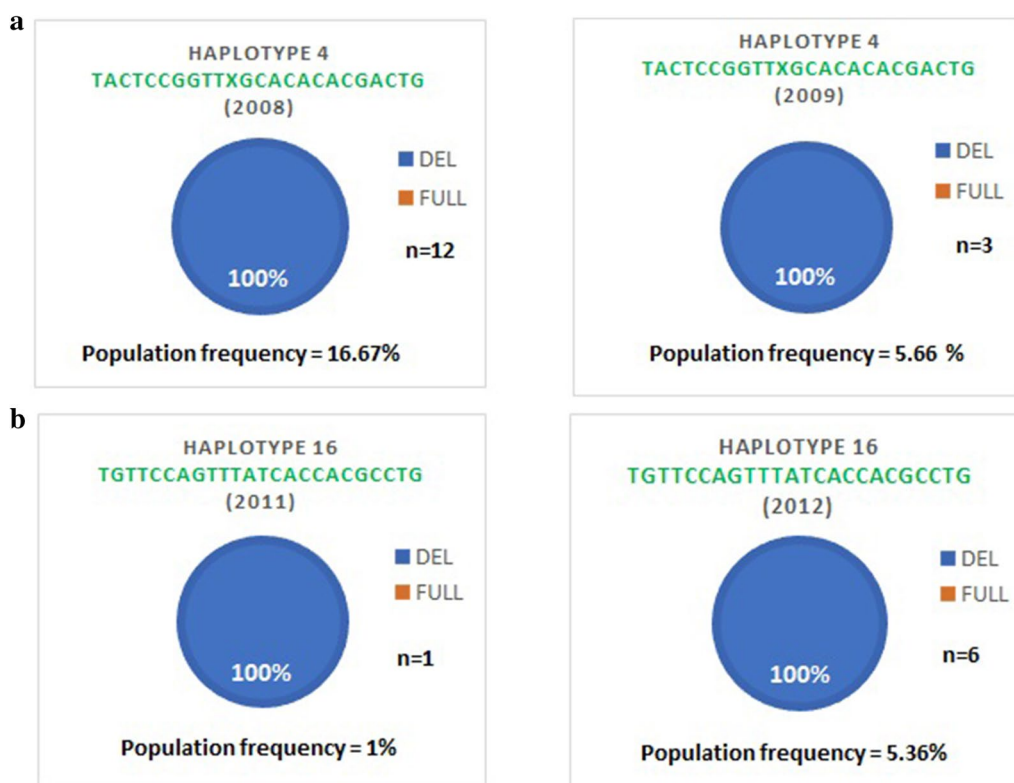 a
HAPLOTYPE 4
TACTCCGGTTXGCACACACGACTG
(2008)
DEL
FULL
n=12
100%
Population frequency = 16.67%
HAPLOTYPE 4
TACTCCGGTTXGCACACACGACTG
(2009)
DEL
FULL
n=3
100%
Population frequency = 5.66 %
b
HAPLOTYPE 16
TGTTCCAGTTTATCACCACGCCTG
(2011)
DEL
FULL
n=1
100%
Population frequency = 1%
HAPLOTYPE 16
TGTTCCAGTTTATCACCACGCCTG
(2012)
DEL
FULL
n=6
100%
Population frequency = 5.36%